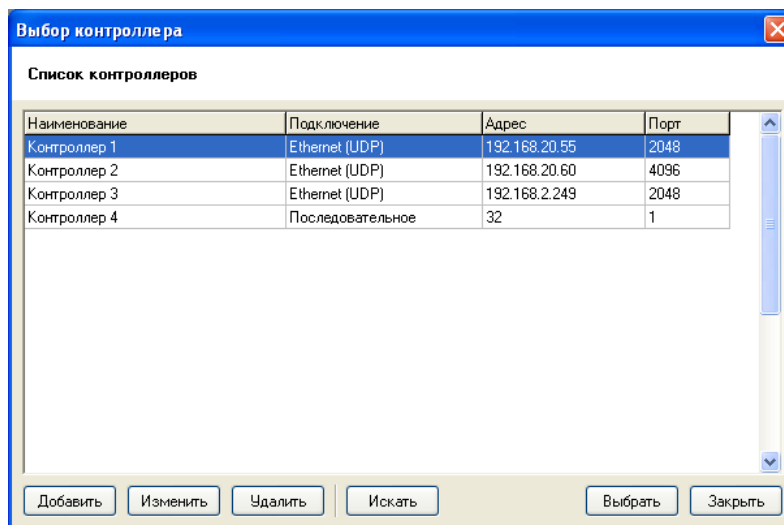 Выбор контроллера
Список контроллеров
Наименование Подключение Адрес Порт
Контроллер 1 Ethernet (UDP) 192.168.20.55 2048
Контроллер 2 Ethernet (UDP) 192.168.20.60 4096
Контроллер 3 Ethernet (UDP) 192.168.2.249 2048
Контроллер 4 Последовательное 32 1
Добавить Изменить Удалить Искать Выбрать Закрыть